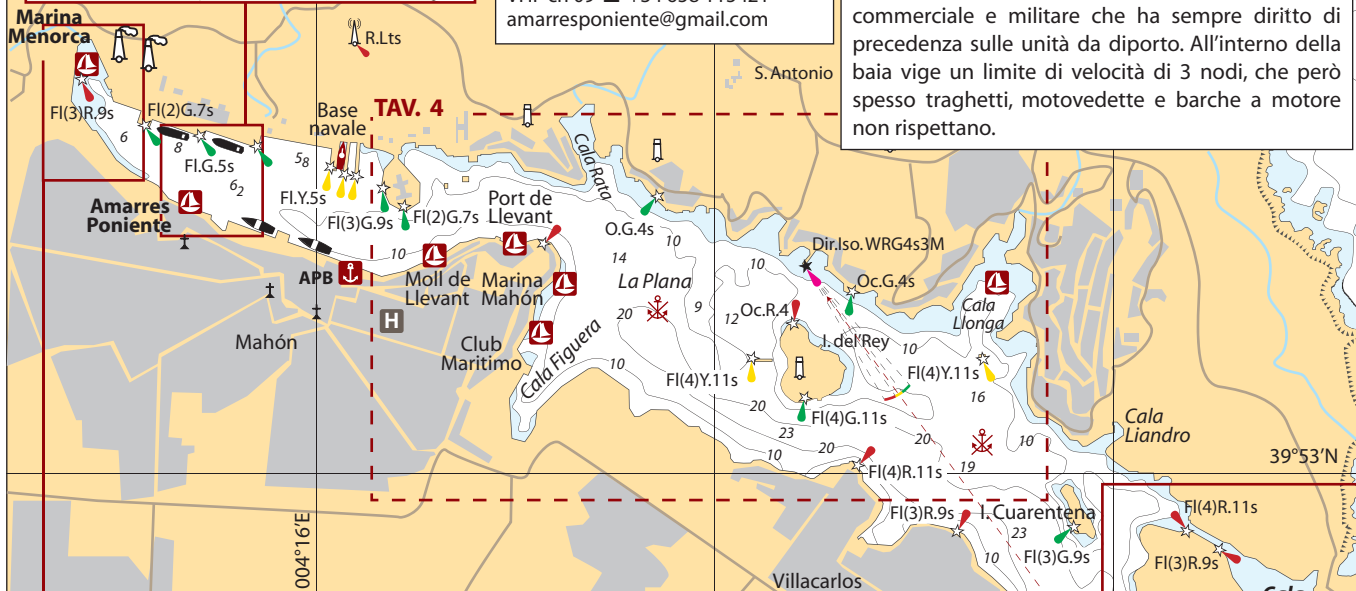 amarresponiente@gmail.com
commerciale e militare che ha sempre diritto di
precedenza sulle unità da diporto. All'interno della
baia vige un limite di velocità di 3 nodi, che però
spesso traghetti, motovedette e barche a motore
non rispettano.
Marina
Menorca
R.Lts
S. Antonio
Fl(3)R.9s
Fl(2)G.7s
Base
navale
TAV. 4
6
8
Fl.G.5s
5₈
6₂
Cala Rata
Fl.Y.5s
Amarres
Poniente
Fl(3)G.9s
Fl(2)G.7s
Port de
Llevant
O.G.4s
10
10
14
10
Dir.Iso.WRG4s3M
APB
Moll de
Llevant
Marina
Mahón
La Plana
Oc.G.4s
Oc.R.4
Cala
Llonga
20
9
12
H
Mahón
Club
Maritimo
Cala Figuera
I. del Rey
10
10
Fl(4)Y.11s
Fl(4)Y.11s
16
20
Fl(4)G.11s
23
20
20
10
10
19
Cala
Liandro
39°53'N
Fl(4)R.11s
004°16'E
Fl(3)R.9s
I. Cuarentena
Fl(4)R.11s
23
10
Fl(3)G.9s
Fl(3)R.9s
Villacarlos